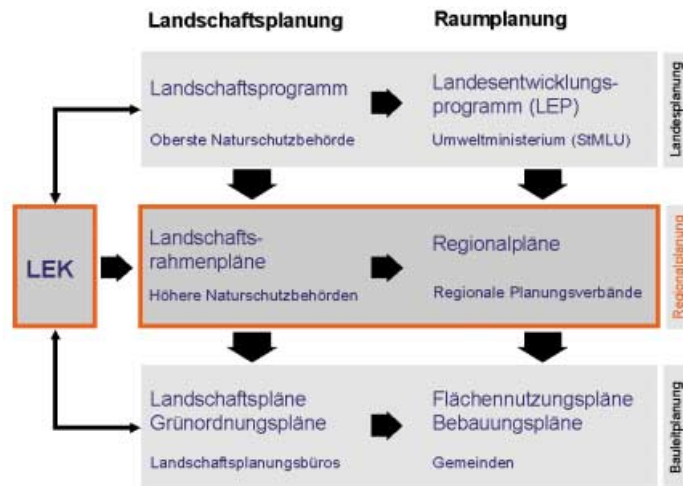 Landschaftsplanung
Raumplanung
Landschaftsprogramm
Oberste Naturschutzbehörde
Landesentwicklungs-
programm (LEP)
Umweltministerium (StMLU)
Landesplanung
LEK
Landschafts-
rahmenpläne
Höhere Naturschutzbehörden
Regionalpläne
Regionale Planungsverbände
Regionalplanung
Landschaftspläne
Grünordnungspläne
Landschaftsplanungsbüros
Flächennutzungspläne
Bebauungspläne
Gemeinden
Bauleitplanung